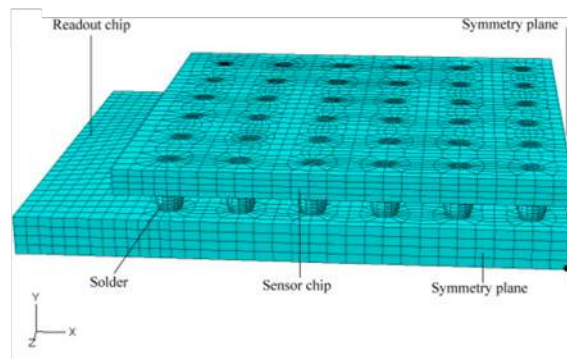 Readout chip
Symmetry plane
Solder
Sensor chip
Symmetry plane
Y
Z
X